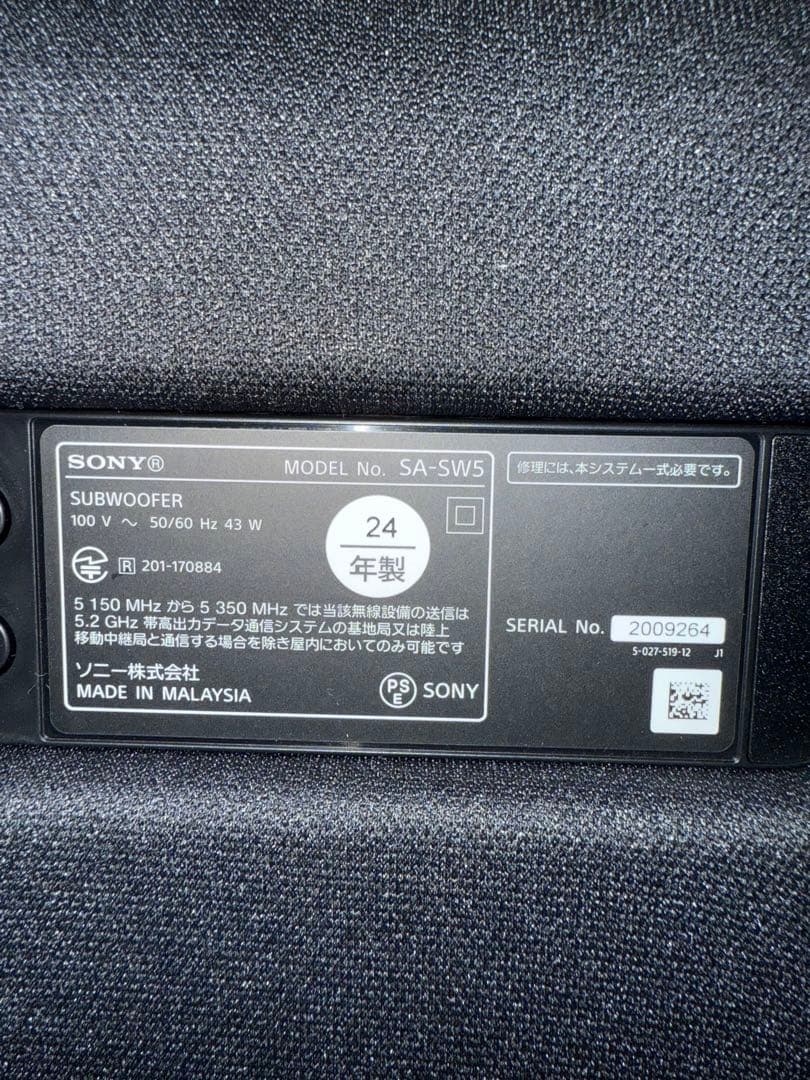 SONY®
MODEL No. SA-SW5
SUBWOOFER
100 V ～ 50/60 Hz 43 W
24
年製
R 201-170884
5 150 MHz から 5 350 MHz では当該無線設備の送信は
5.2 GHz 帯高出力データ通信システムの基地局又は陸上
移動中継局と通信する場合を除き屋内においてのみ可能です
ソニー株式会社
MADE IN MALAYSIA
PS
E
SONY
修理には、本システム一式必要です。
SERIAL No. 2009264
5-027-519-12 J1